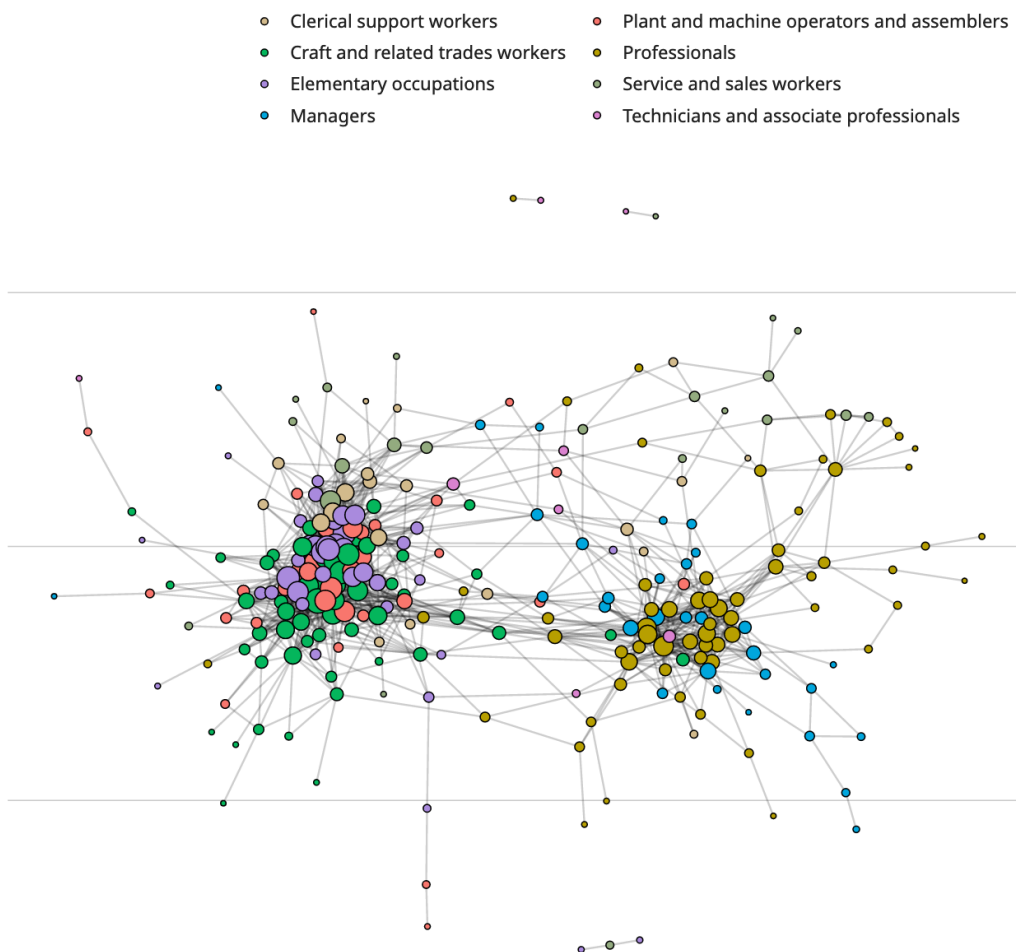 Clerical support workers
Craft and related trades workers
Elementary occupations
Managers
Plant and machine operators and assemblers
Professionals
Service and sales workers
Technicians and associate professionals